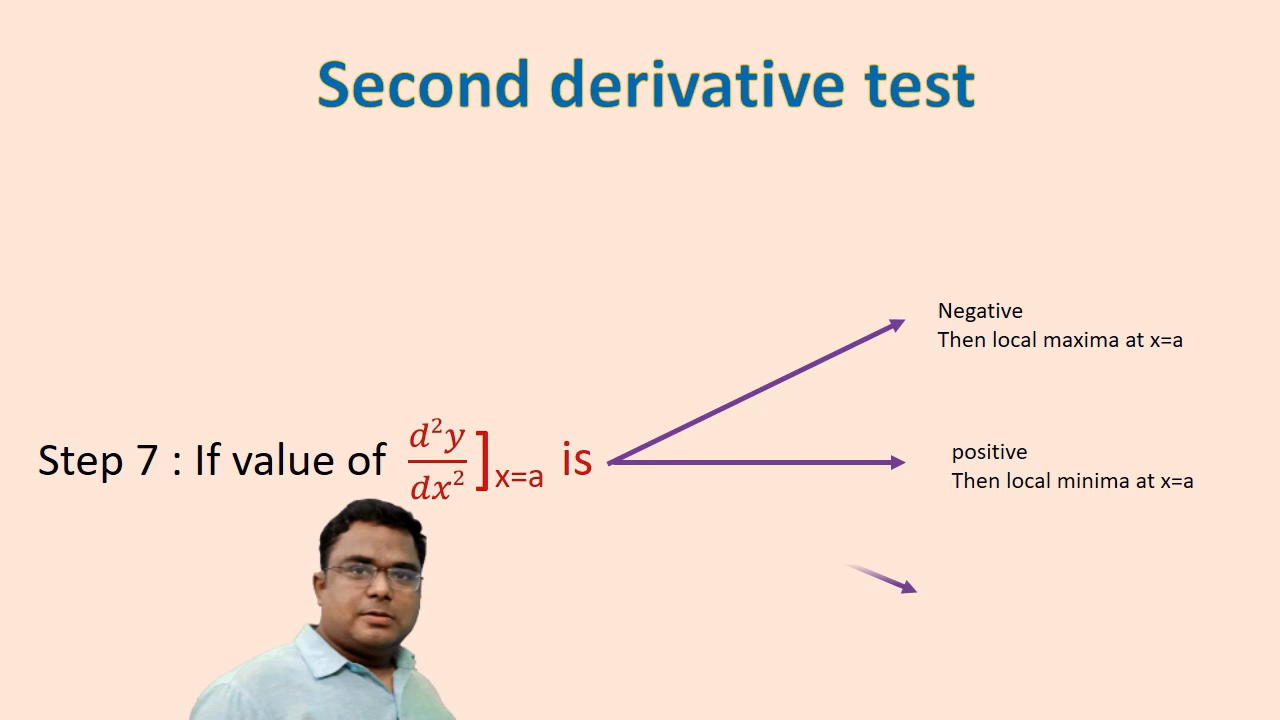 Second derivative test
Negative
Then local maxima at x=a
Step 7 : If value of d²y/dx² ]x=a is
positive
Then local minima at x=a